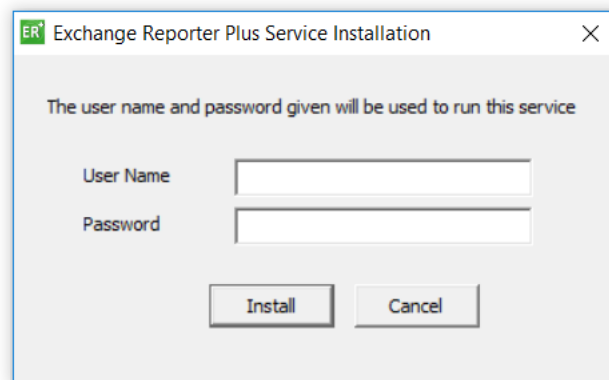 ER+ Exchange Reporter Plus Service Installation
The user name and password given will be used to run this service
User Name
Password
Install Cancel